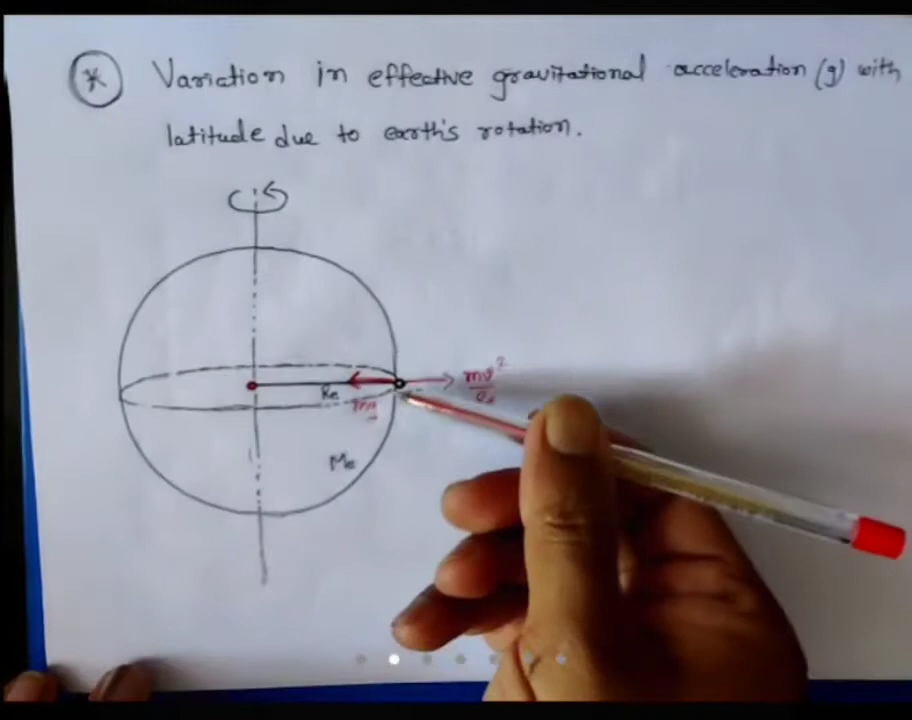 * Variation in effective gravitational acceleration (g) with
latitude due to earth's rotation.
Re
Me